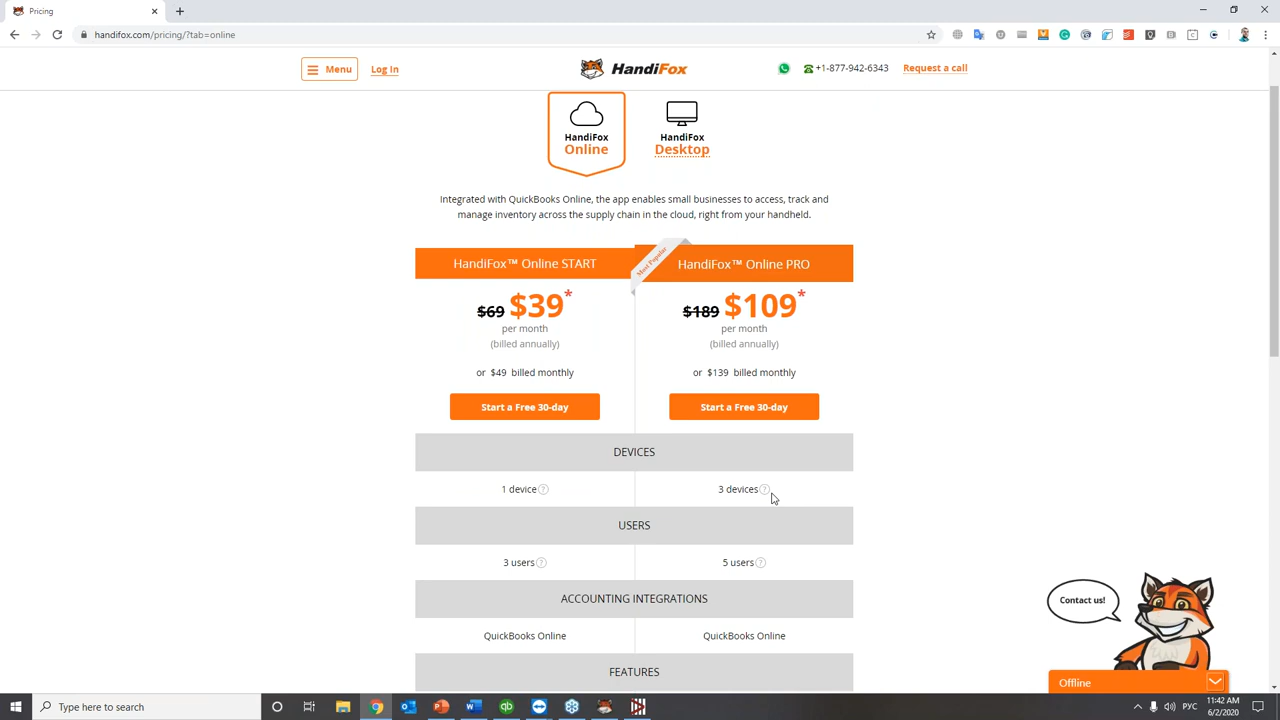 Pricing
handifox.com/pricing/?tab=online
Menu
Log In
HandiFox
+1-877-942-6343
Request a call
HandiFox
Online
HandiFox
Desktop
Integrated with QuickBooks Online, the app enables small businesses to access, track and
manage inventory across the supply chain in the cloud, right from your handheld.
Most Popular
HandiFox™ Online START
HandiFox™ Online PRO
$69 $39*
per month
(billed annually)
or $49 billed monthly
Start a Free 30-day
$189 $109*
per month
(billed annually)
or $139 billed monthly
Start a Free 30-day
DEVICES
1 device ?
3 devices ?
USERS
3 users ?
5 users ?
ACCOUNTING INTEGRATIONS
QuickBooks Online
QuickBooks Online
FEATURES
Contact us!
Offline
Type here to search
РУС
11:42 AM
6/2/2020